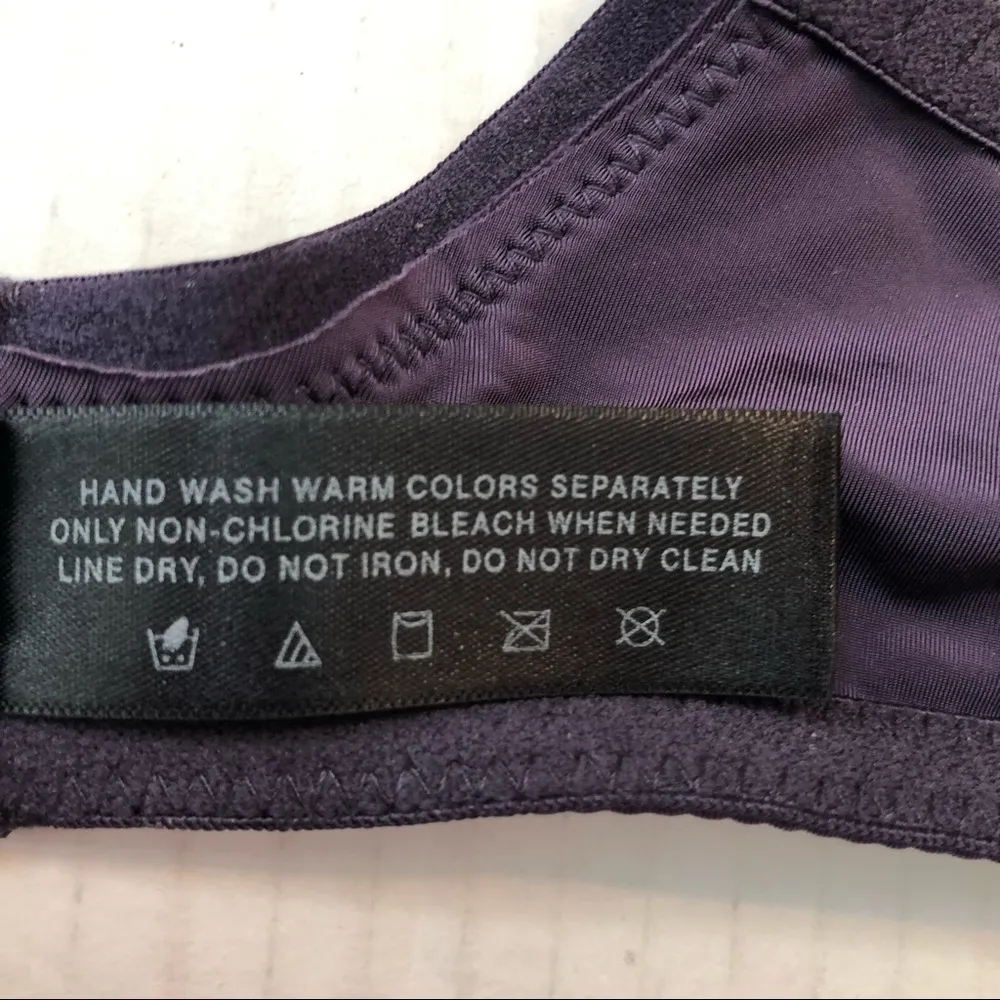 HAND WASH WARM COLORS SEPARATELY
ONLY NON-CHLORINE BLEACH WHEN NEEDED
LINE DRY, DO NOT IRON, DO NOT DRY CLEAN